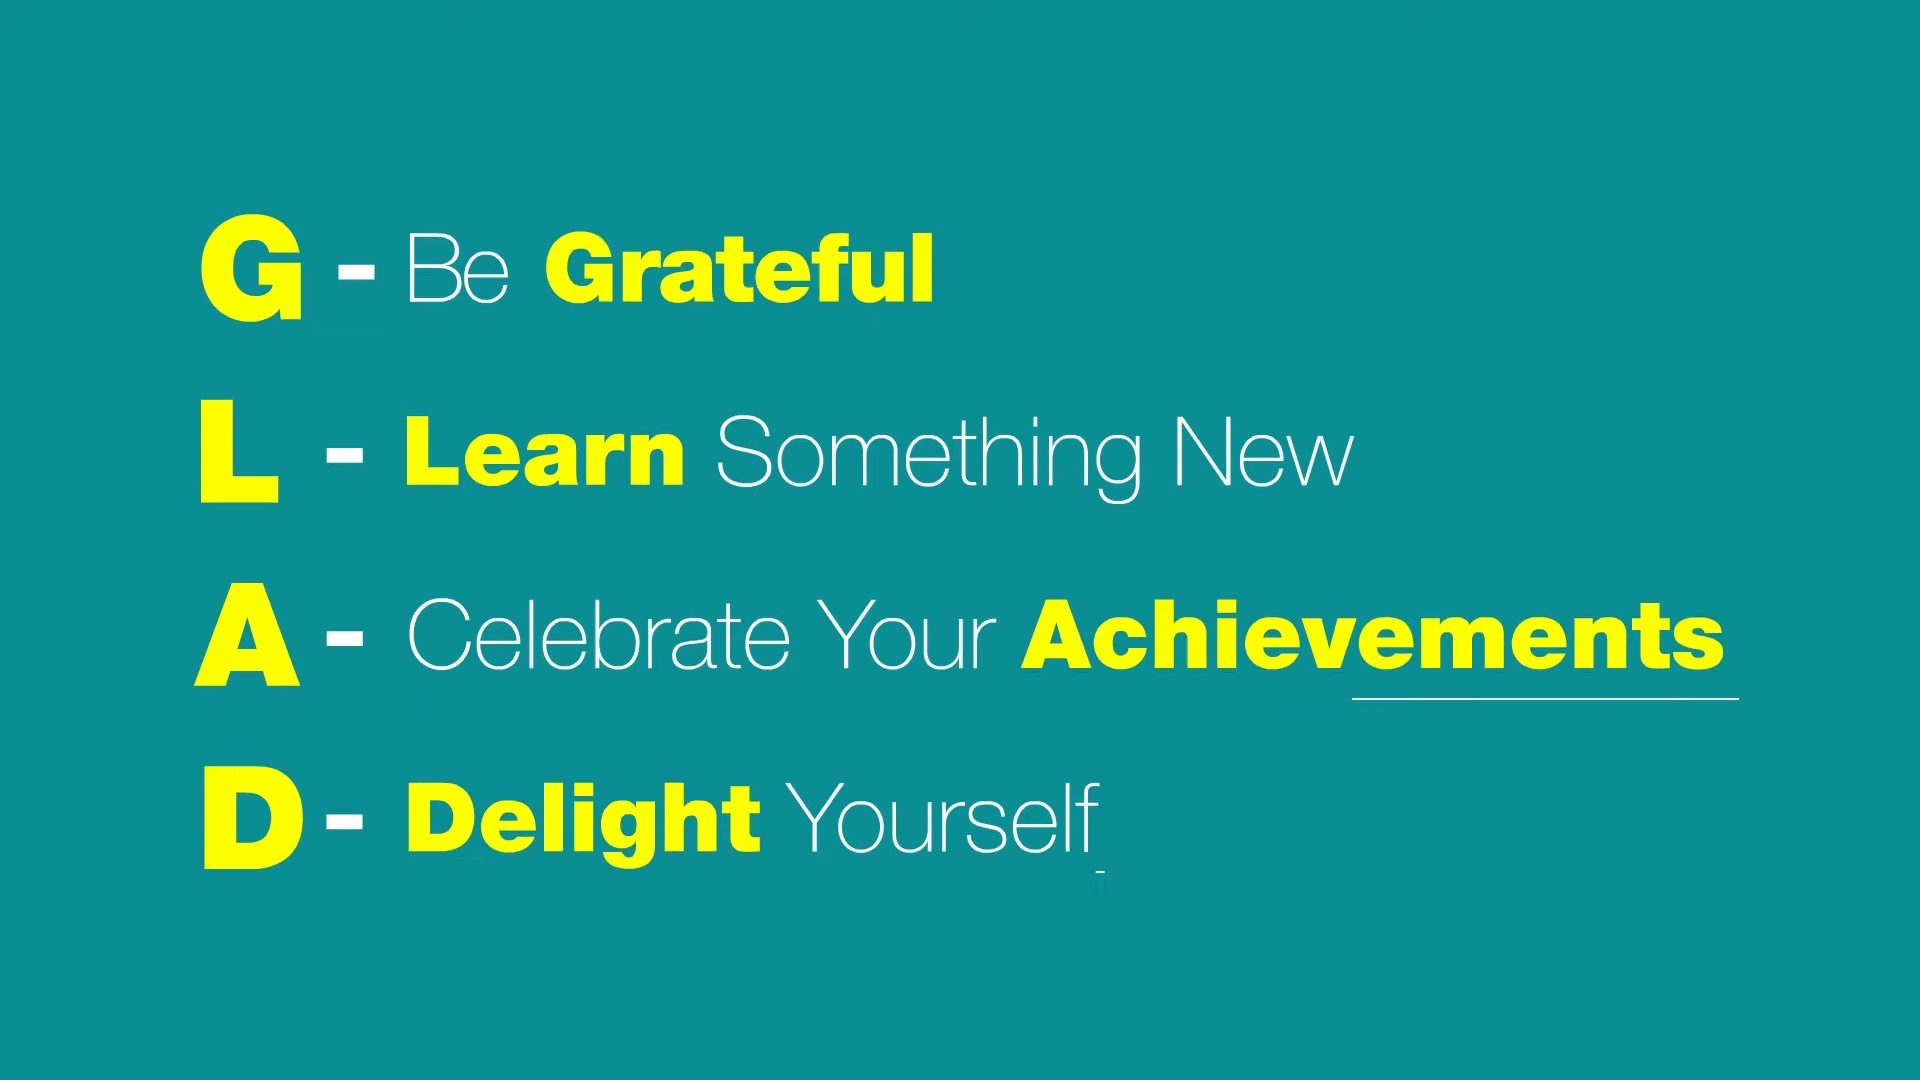 G - Be Grateful
L - Learn Something New
A - Celebrate Your Achievements
D - Delight Yourself